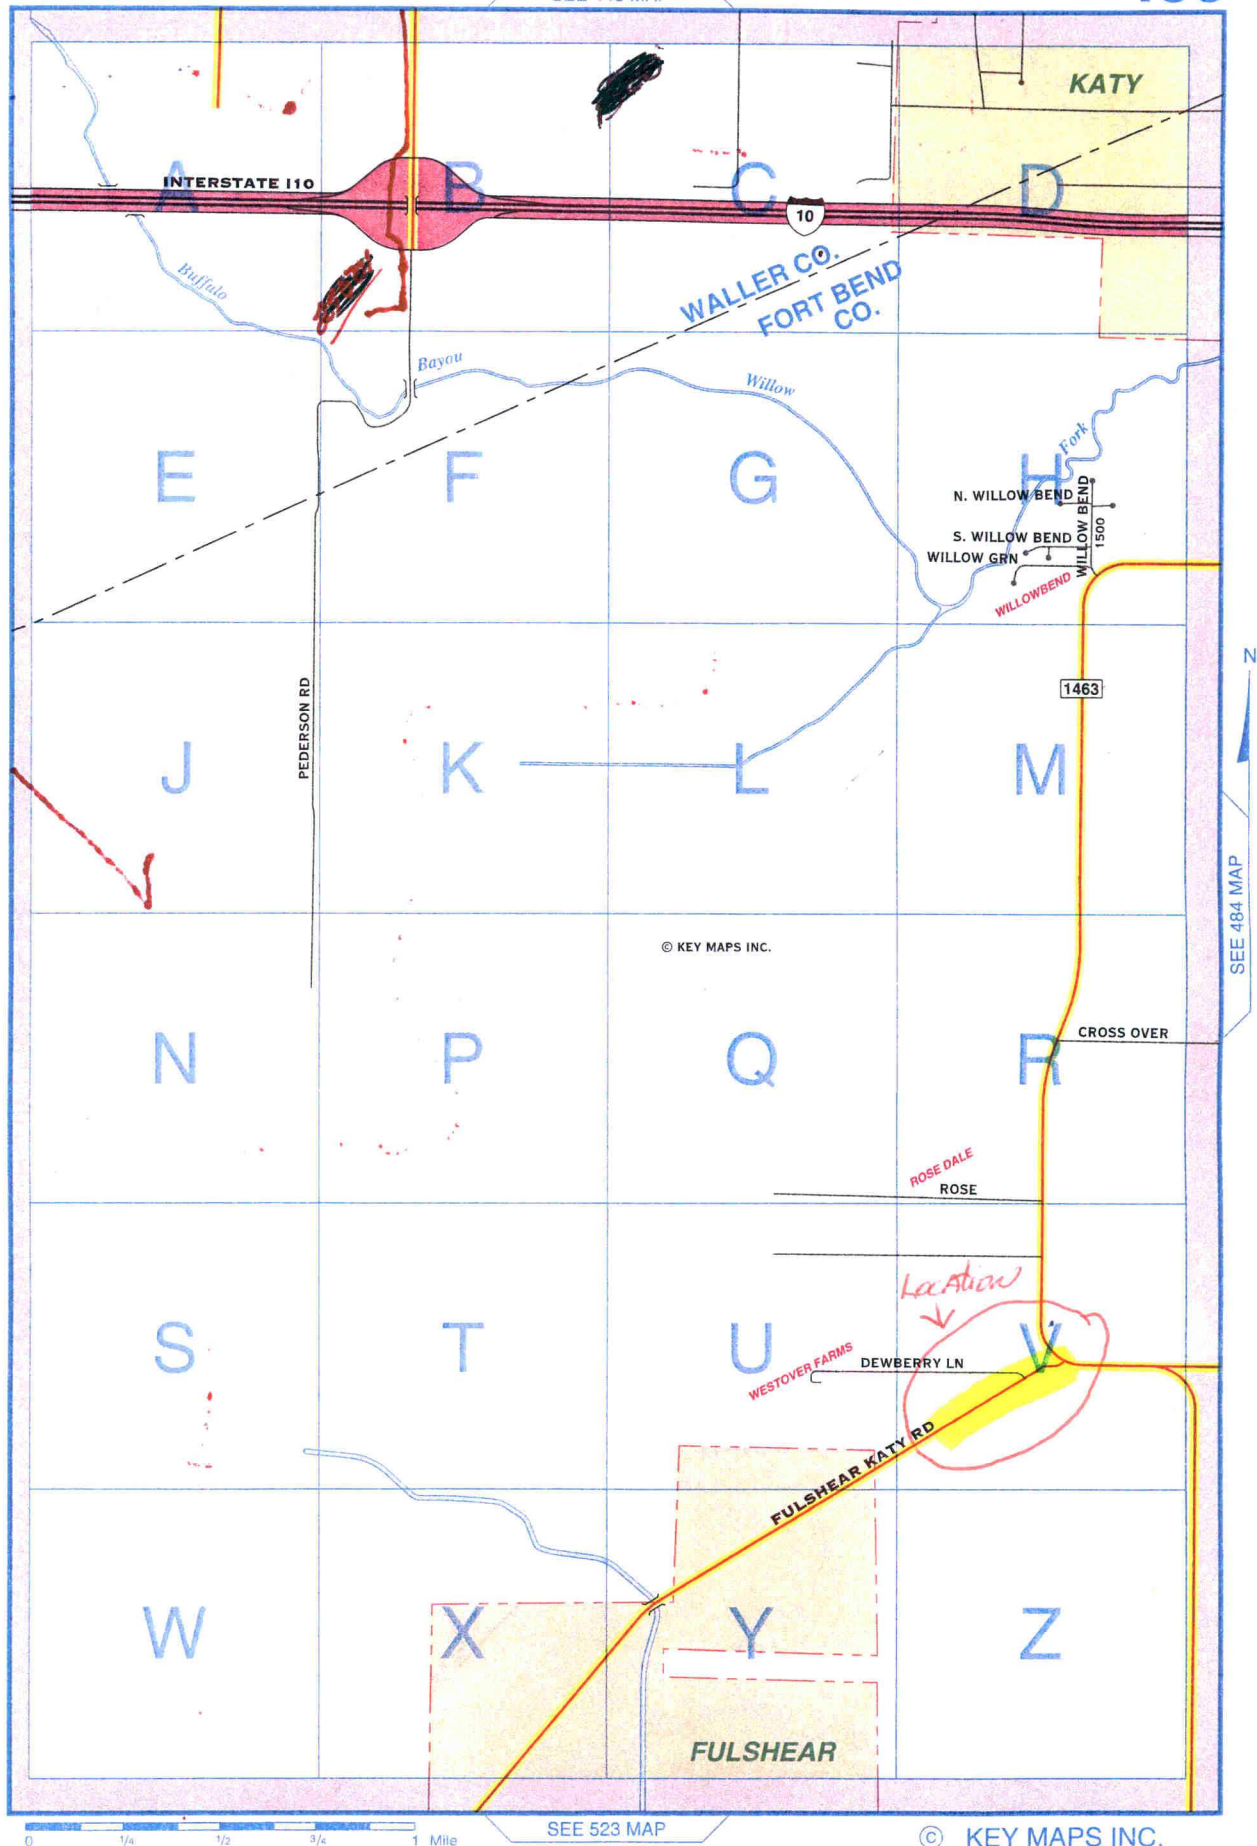 KATY
A
B
C
D
INTERSTATE I10
10
Buffalo
WALLER CO.
FORT BEND
CO.
Bayou
Willow
Fork
E
F
G
H
N. WILLOW BEND
WILLOW BEND
1500
S. WILLOW BEND
WILLOW GRN
WILLOWBEND
N
1463
PEDERSON RD
J
K
L
M
SEE 484 MAP
© KEY MAPS INC.
CROSS OVER
N
P
Q
R
ROSE DALE
ROSE
Location
S
T
U
V
WESTOVER FARMS
DEWBERRY LN
FULSHEAR KATY RD
W
X
Y
Z
FULSHEAR
0 1/4 1/2 3/4 1 Mile
SEE 523 MAP
© KEY MAPS INC.